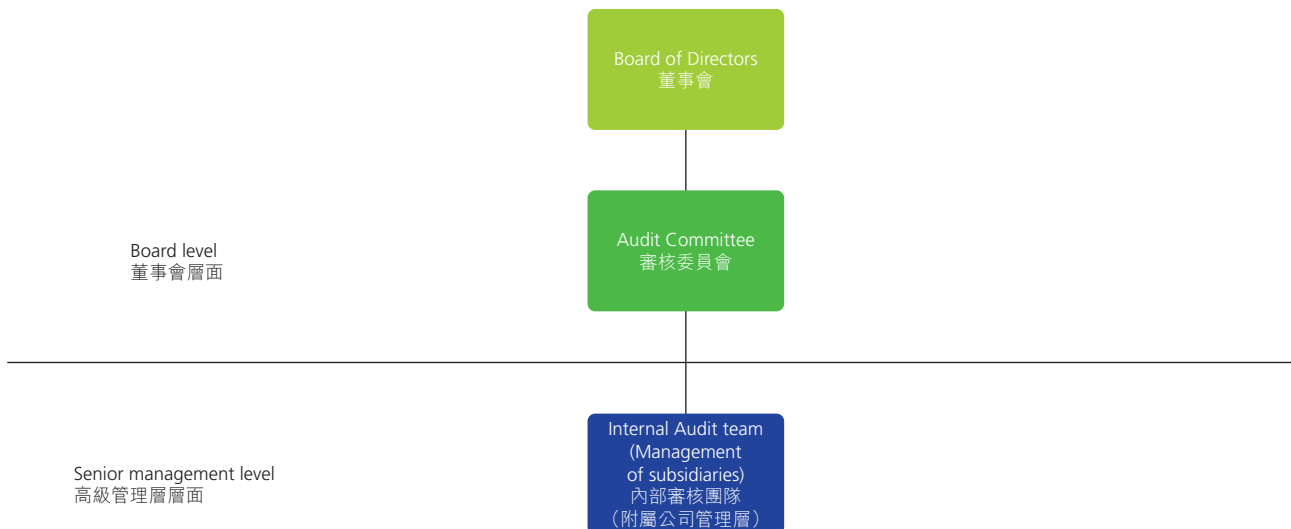 Board of Directors
董事會
Audit Committee
審核委員會
Board level
董事會層面
Internal Audit team
(Management
of subsidiaries)
內部審核團隊
（附屬公司管理層）
Senior management level
高級管理層層面